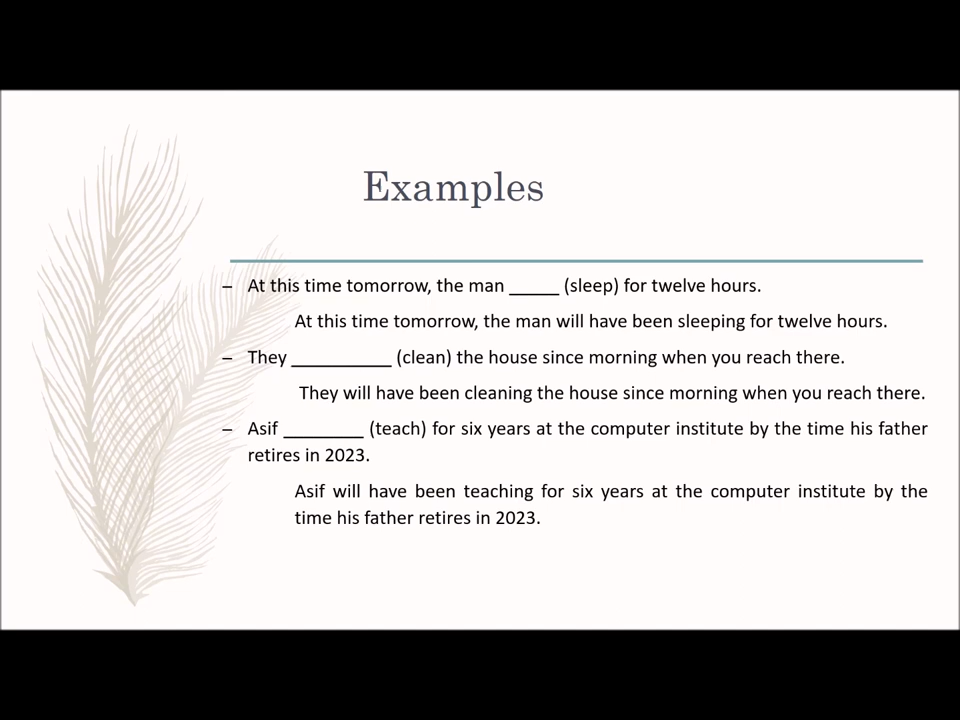 Examples
– At this time tomorrow, the man _____ (sleep) for twelve hours.
At this time tomorrow, the man will have been sleeping for twelve hours.
– They __________ (clean) the house since morning when you reach there.
They will have been cleaning the house since morning when you reach there.
– Asif ________ (teach) for six years at the computer institute by the time his father
retires in 2023.
Asif will have been teaching for six years at the computer institute by the
time his father retires in 2023.